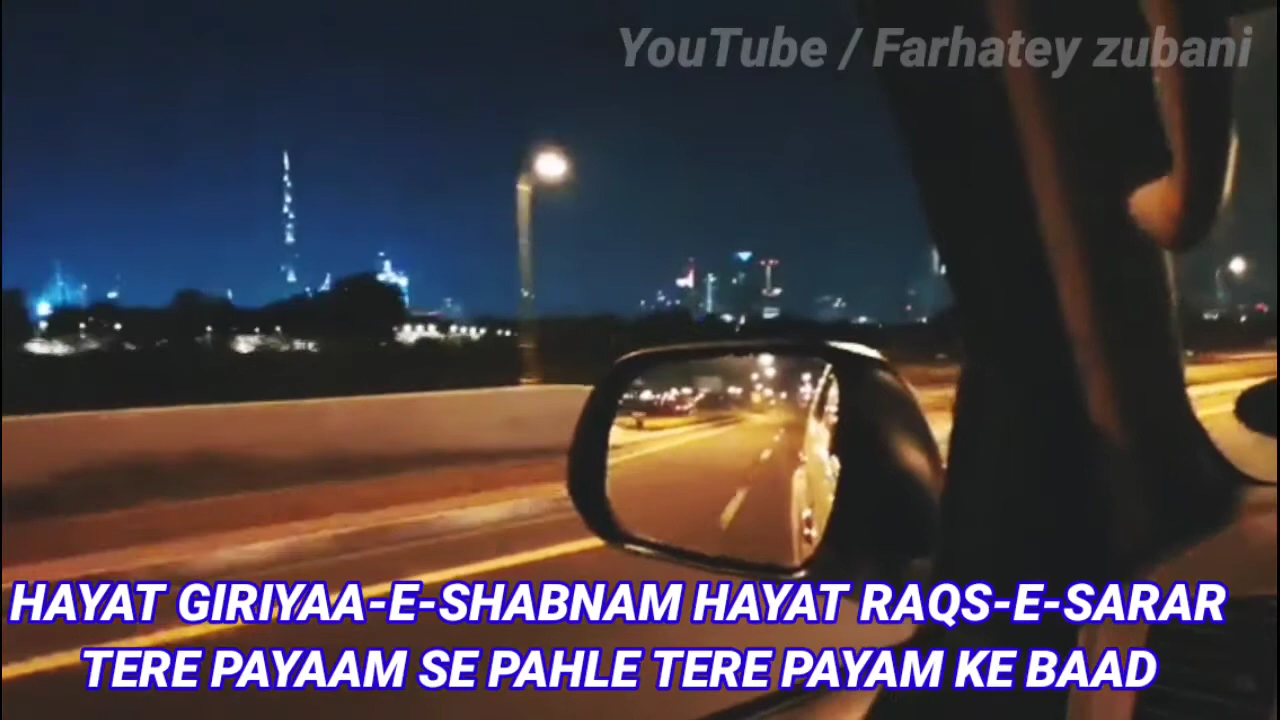 YouTube / Farhatey zubani
HAYAT GIRIYAA-E-SHABNAM HAYAT RAQS-E-SARAR
TERE PAYAAM SE PAHLE TERE PAYAM KE BAAD